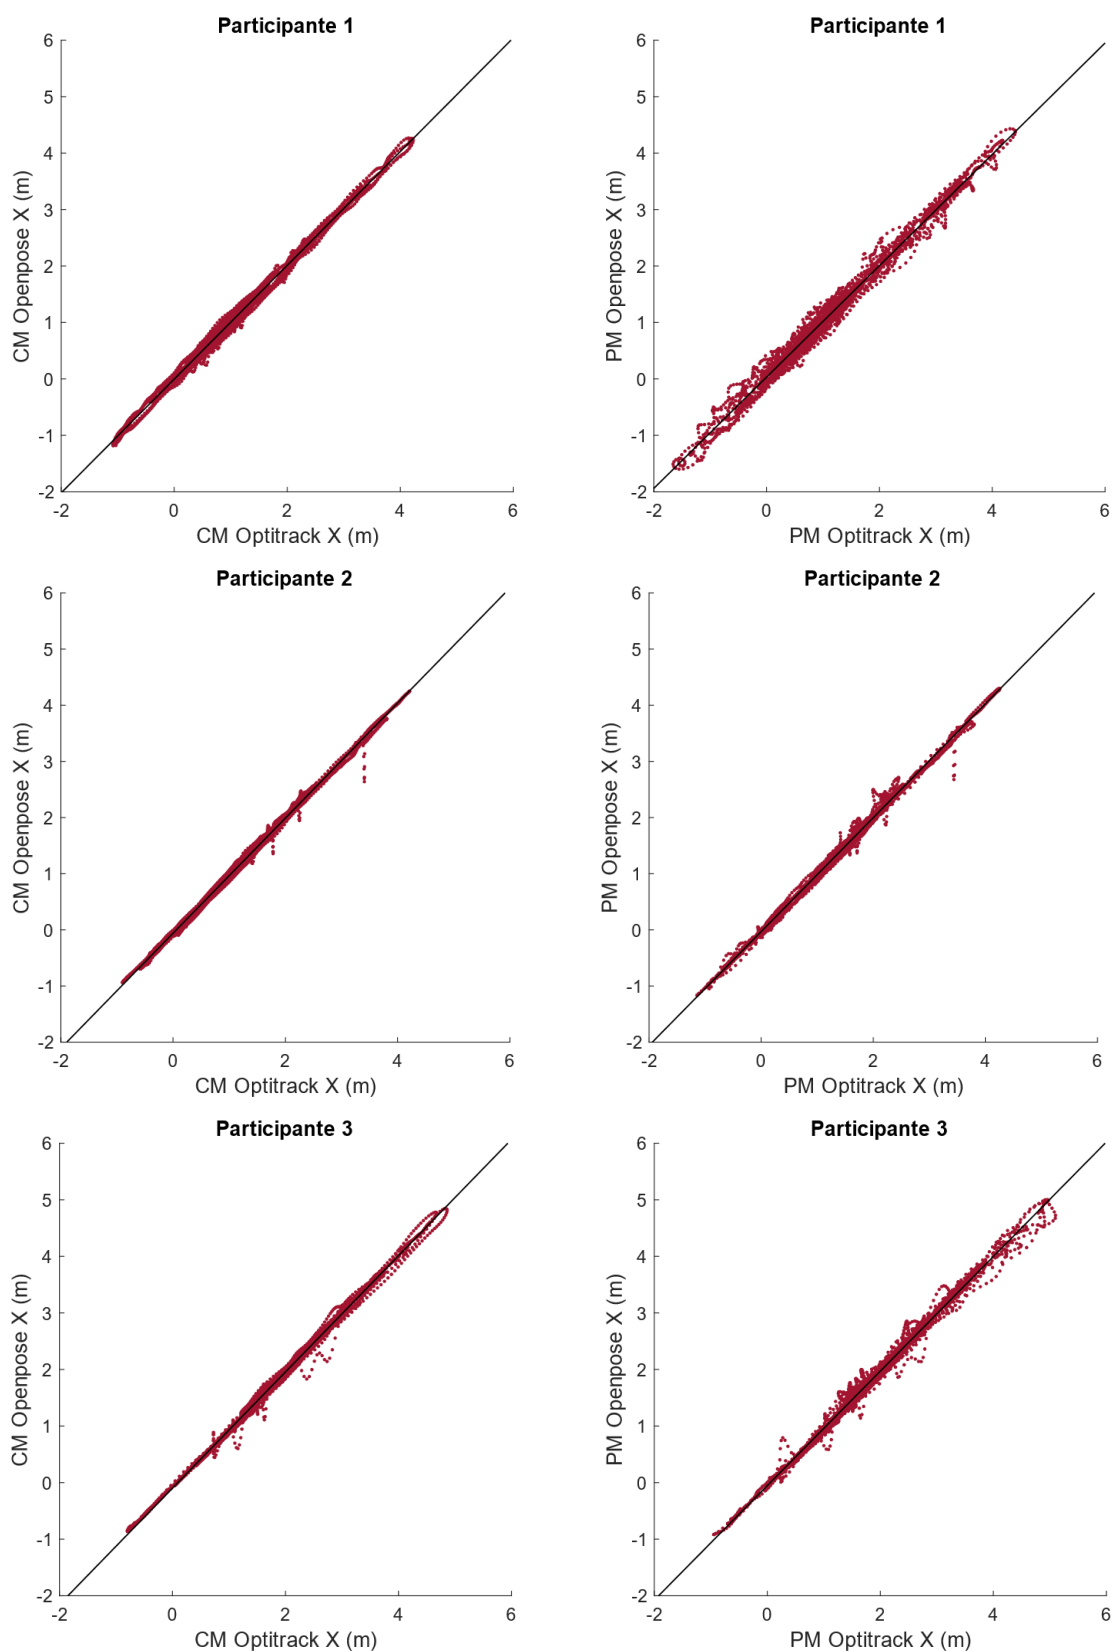 Participante 1
6
5
4
3
2
1
0
-1
-2
-2 0 2 4 6
CM Openpose X (m)
CM Optitrack X (m)
Participante 1
6
5
4
3
2
1
0
-1
-2
-2 0 2 4 6
PM Openpose X (m)
PM Optitrack X (m)
Participante 2
6
5
4
3
2
1
0
-1
-2
-2 0 2 4 6
CM Openpose X (m)
CM Optitrack X (m)
Participante 2
6
5
4
3
2
1
0
-1
-2
-2 0 2 4 6
PM Openpose X (m)
PM Optitrack X (m)
Participante 3
6
5
4
3
2
1
0
-1
-2
-2 0 2 4 6
CM Openpose X (m)
CM Optitrack X (m)
Participante 3
6
5
4
3
2
1
0
-1
-2
-2 0 2 4 6
PM Openpose X (m)
PM Optitrack X (m)